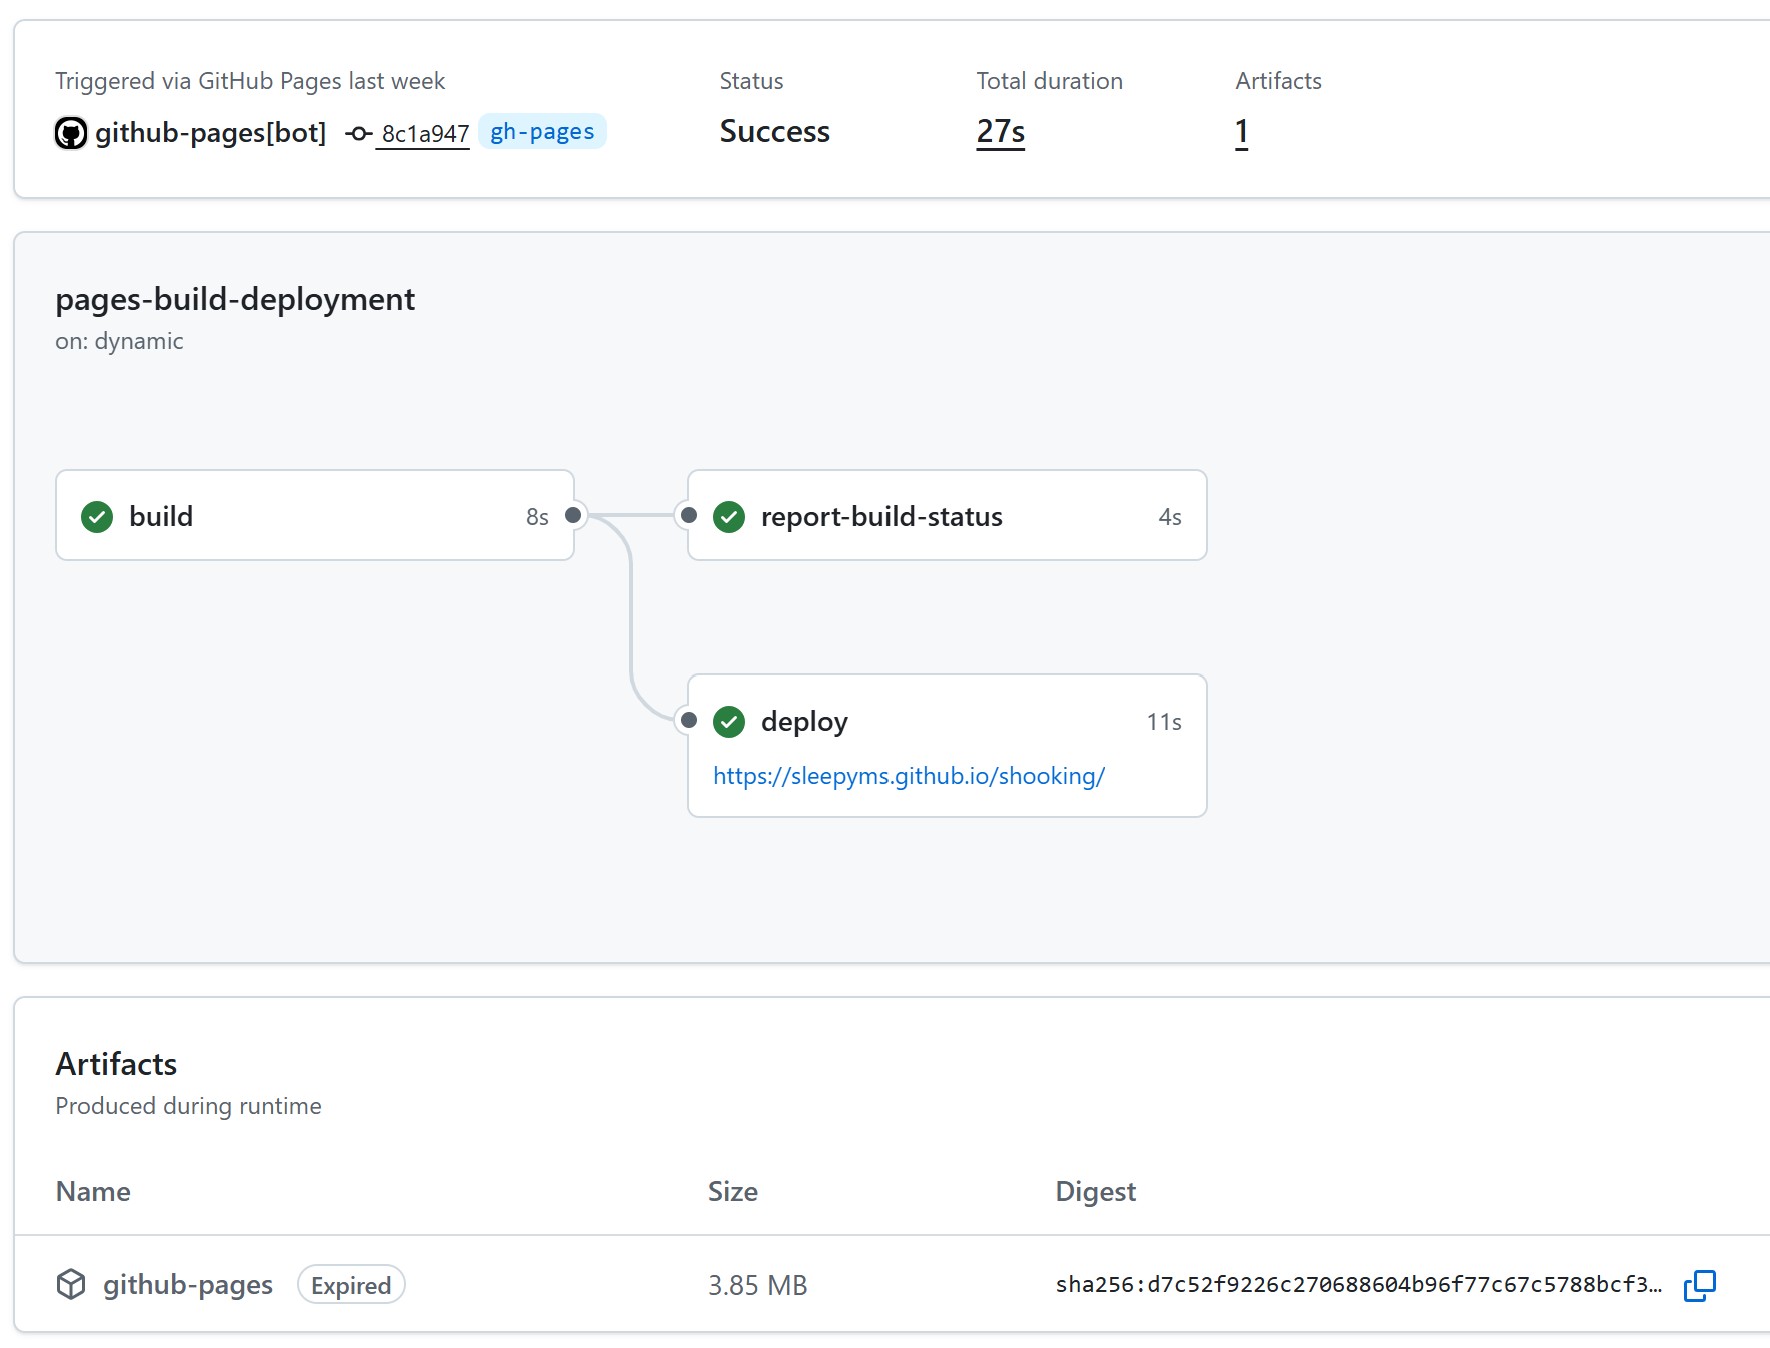 Triggered via GitHub Pages last week
github-pages[bot] 8c1a947 gh-pages
Status
Success
Total duration
27s
Artifacts
1
pages-build-deployment
on: dynamic
build 8s
report-build-status 4s
deploy 11s
https://sleepyms.github.io/shooking/
Artifacts
Produced during runtime
Name Size Digest
github-pages Expired 3.85 MB sha256:d7c52f9226c270688604b96f77c67c5788bcf3…